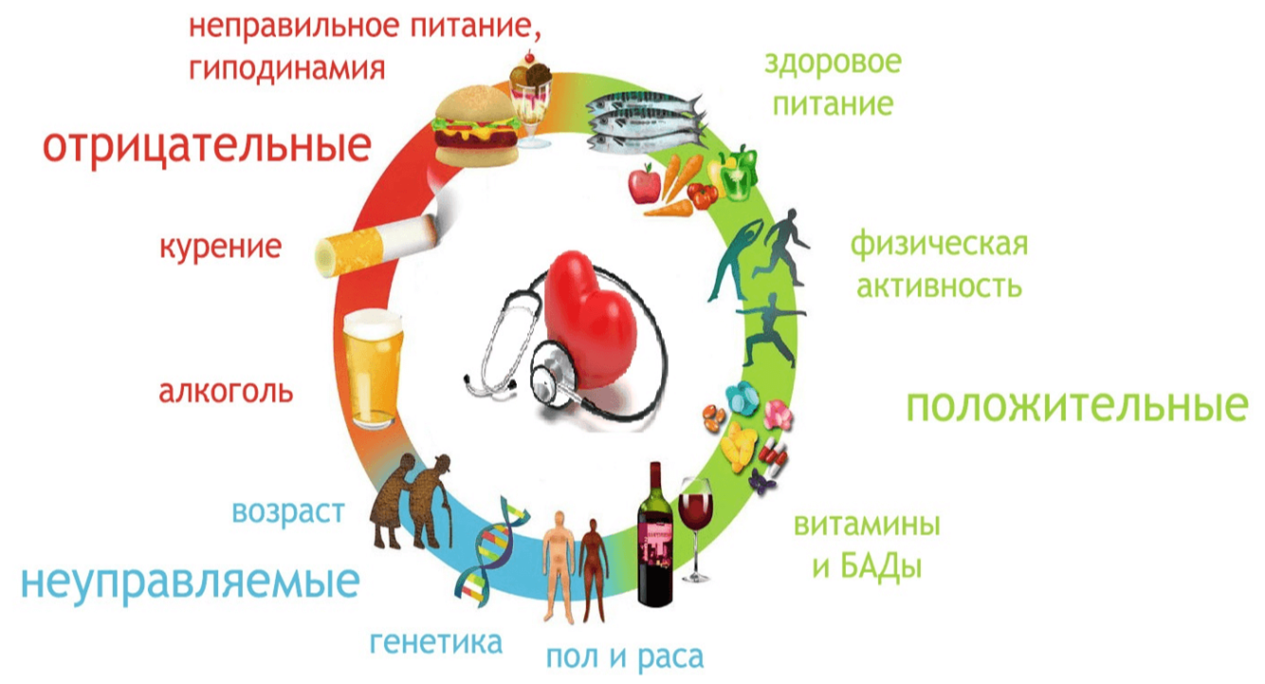 неправильное питание,
гиподинамия
отрицательные
курение
алкоголь
возраст
неуправляемые
генетика
пол и раса
здоровое
питание
физическая
активность
положительные
витамины
и БАДы